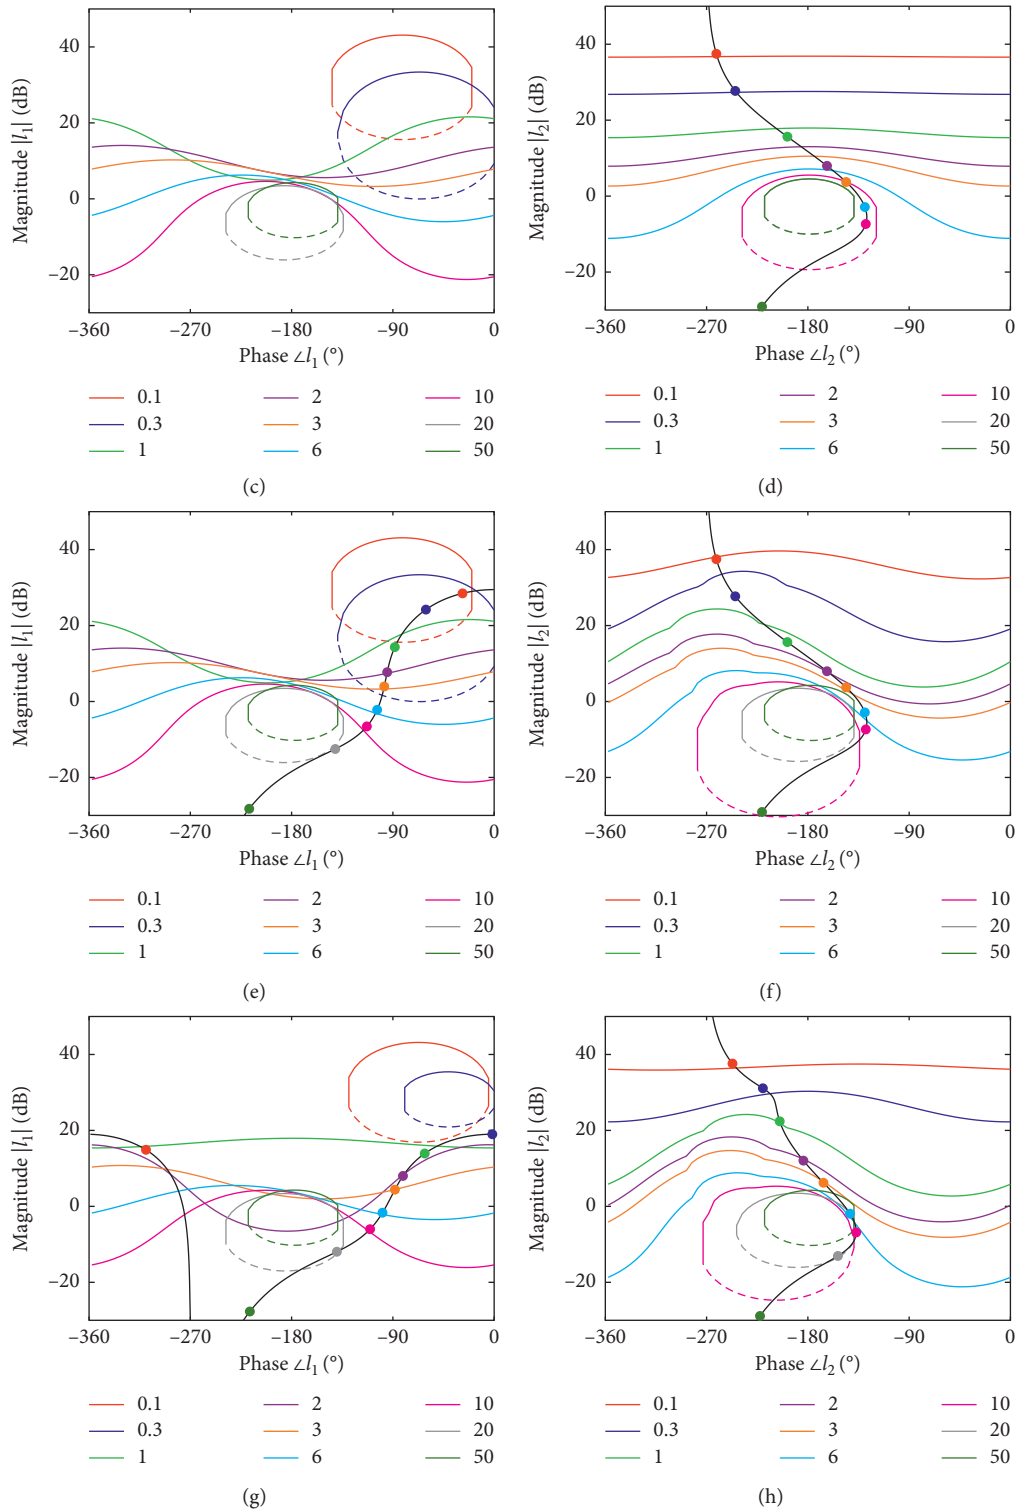 40
20
0
−20
Magnitude |l1| (dB)
−360 −270 −180 −90 0
Phase ∠l1 (°)
0.1 2 10
0.3 3 20
1 6 50
(c)
40
20
0
−20
Magnitude |l2| (dB)
−360 −270 −180 −90 0
Phase ∠l2 (°)
0.1 2 10
0.3 3 20
1 6 50
(d)
40
20
0
−20
Magnitude |l1| (dB)
−360 −270 −180 −90 0
Phase ∠l1 (°)
0.1 2 10
0.3 3 20
1 6 50
(e)
40
20
0
−20
Magnitude |l2| (dB)
−360 −270 −180 −90 0
Phase ∠l2 (°)
0.1 2 10
0.3 3 20
1 6 50
(f)
40
20
0
−20
Magnitude |l1| (dB)
−360 −270 −180 −90 0
Phase ∠l1 (°)
0.1 2 10
0.3 3 20
1 6 50
(g)
40
20
0
−20
Magnitude |l2| (dB)
−360 −270 −180 −90 0
Phase ∠l2 (°)
0.1 2 10
0.3 3 20
1 6 50
(h)